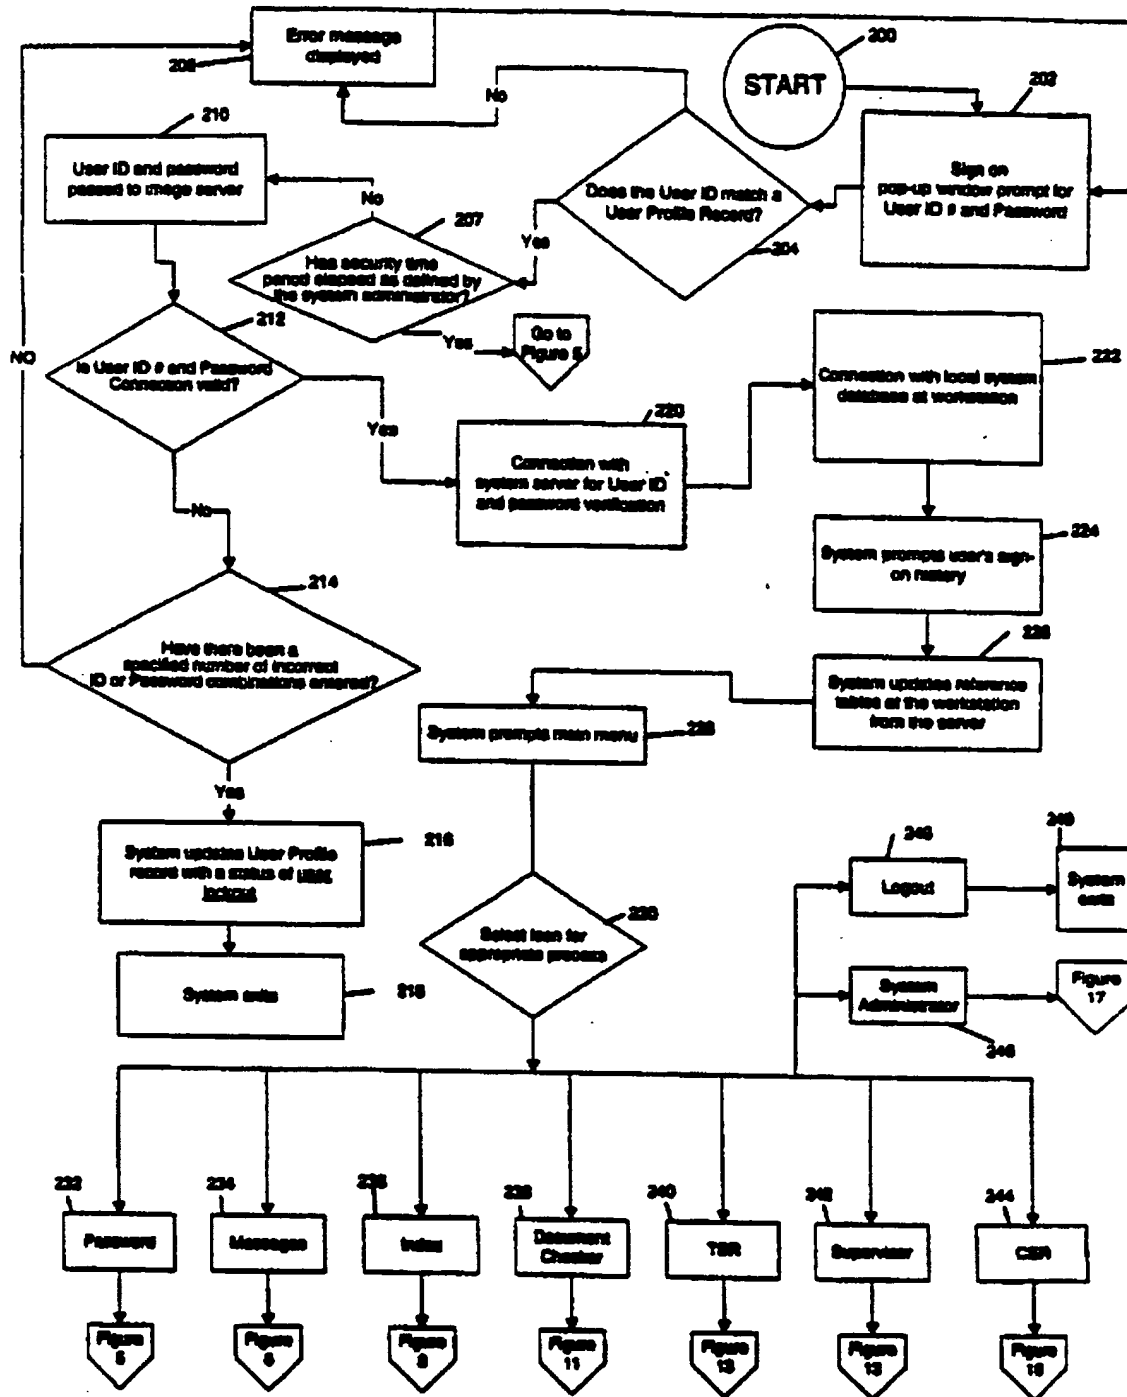 Error message
displayed
START
200
202
Sign on
pop-up window prompt for
User ID # and Password
No
Does the User ID match a
User Profile Record?
204
210
User ID and password
passed to image server
No
Yes
207
Has security time
period elapsed as defined by
the system administrator?
Yes
Go to
Figure
212
NO
Is User ID # and Password
Connection valid?
Yes
220
Connection with
system server for User ID
and password verification
222
Connection with local system
database at workstation
224
System prompts user's sign-
on history
226
System updates reference
tables at the workstation
from the server
No
214
Have there been a
specified number of incorrect
ID or Password combinations entered?
Yes
System prompts main menu
228
216
System updates User Profile
record with a status of user
lockout
System exits
218
230
Select icon for
appropriate process
Logout
System
exits
System
Administrator
Figure
17
232
Password
Figure
5
234
Messages
Figure
6
236
Index
Figure
238
Document
Checker
Figure
11
240
TSR
Figure
13
242
Supervisor
Figure
13
244
CSR
Figure